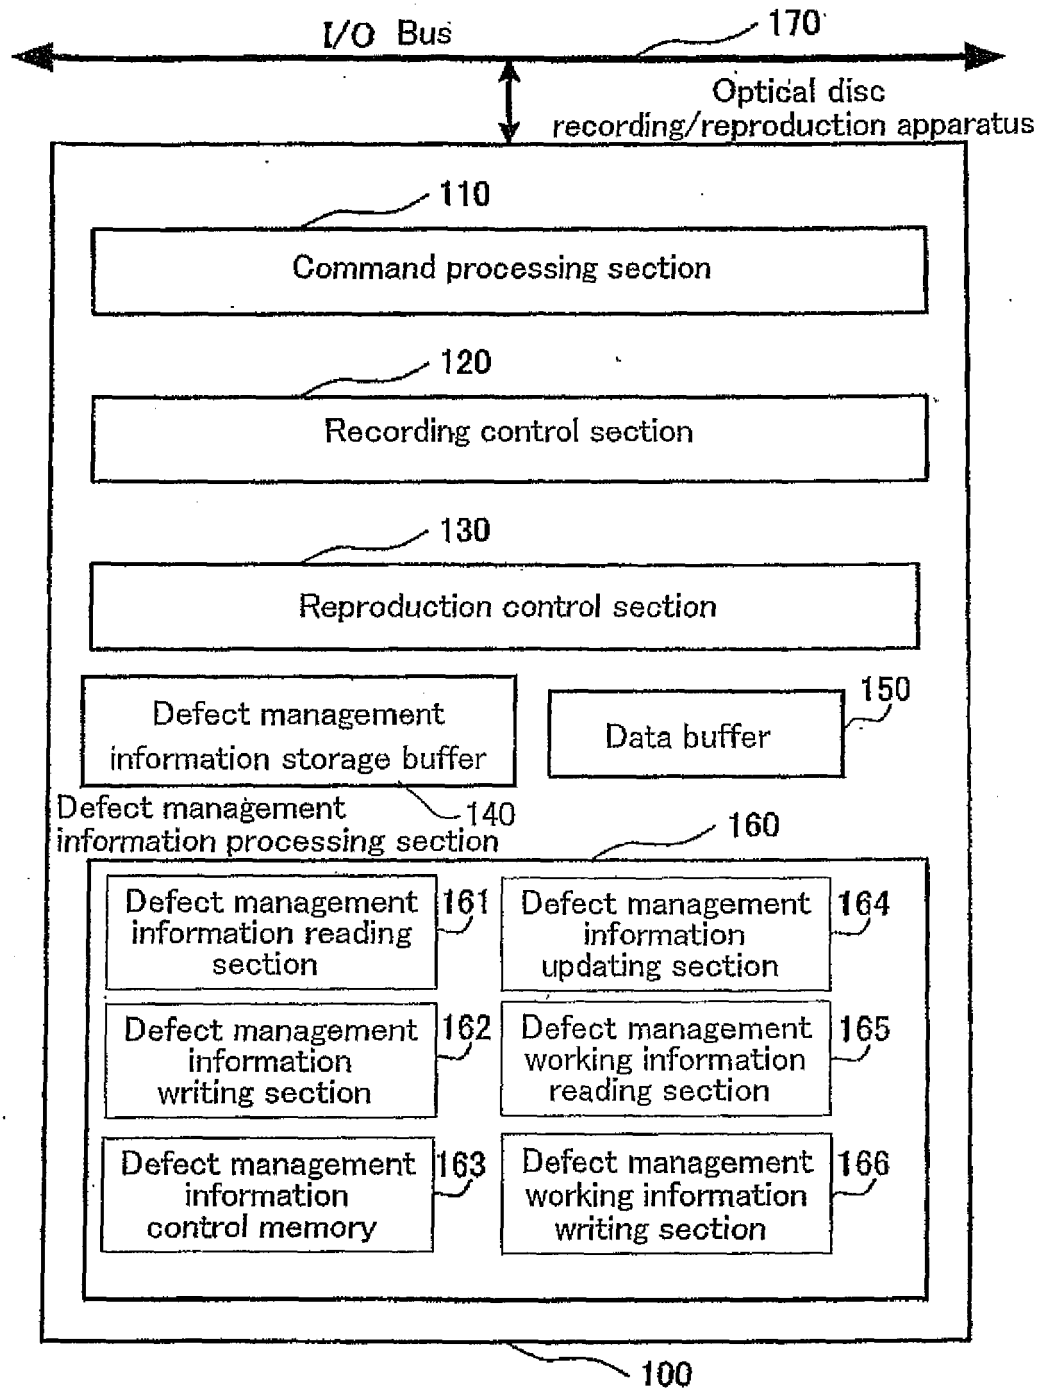 I/O Bus
170
Optical disc
recording/reproduction apparatus
110
Command processing section
120
Recording control section
130
Reproduction control section
Defect management
information storage buffer
140
150
Data buffer
Defect management
information processing section
160
Defect management
information reading
section
161
Defect management
information
updating section
164
Defect management
information
writing section
162
Defect management
working information
reading section
165
Defect management
information
control memory
163
Defect management
working information
writing section
166
100